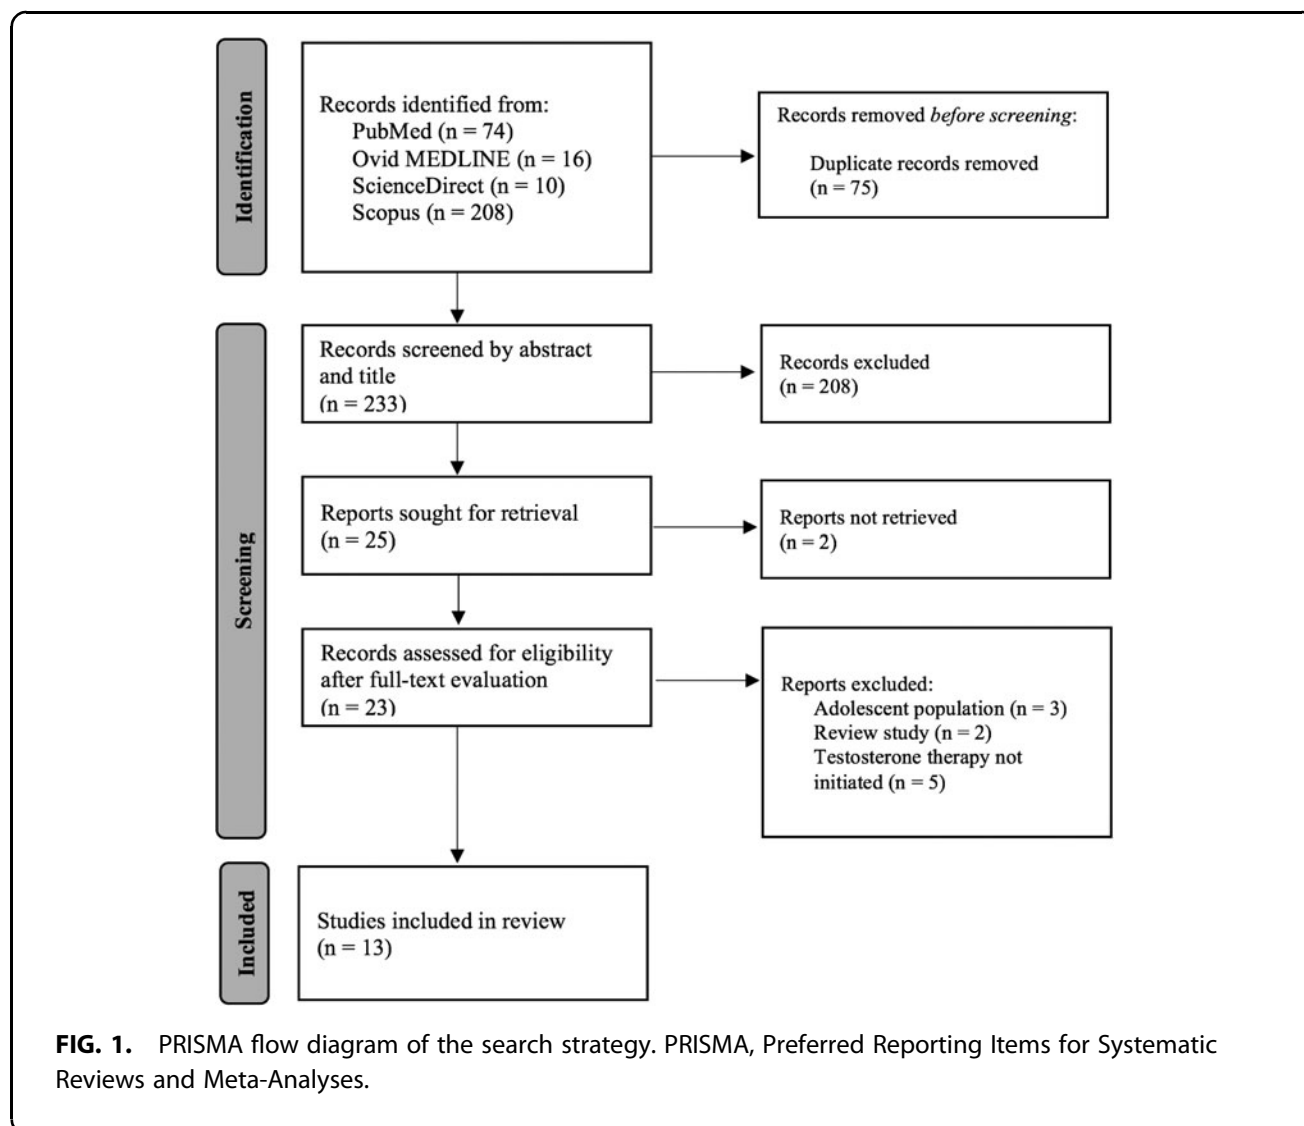 Identification
Records identified from:
PubMed (n = 74)
Ovid MEDLINE (n = 16)
ScienceDirect (n = 10)
Scopus (n = 208)
Records removed before screening:
Duplicate records removed
(n = 75)
Screening
Records screened by abstract
and title
(n = 233)
Records excluded
(n = 208)
Reports sought for retrieval
(n = 25)
Reports not retrieved
(n = 2)
Records assessed for eligibility
after full-text evaluation
(n = 23)
Reports excluded:
Adolescent population (n = 3)
Review study (n = 2)
Testosterone therapy not
initiated (n = 5)
Included
Studies included in review
(n = 13)
FIG. 1. PRISMA flow diagram of the search strategy. PRISMA, Preferred Reporting Items for Systematic
Reviews and Meta-Analyses.